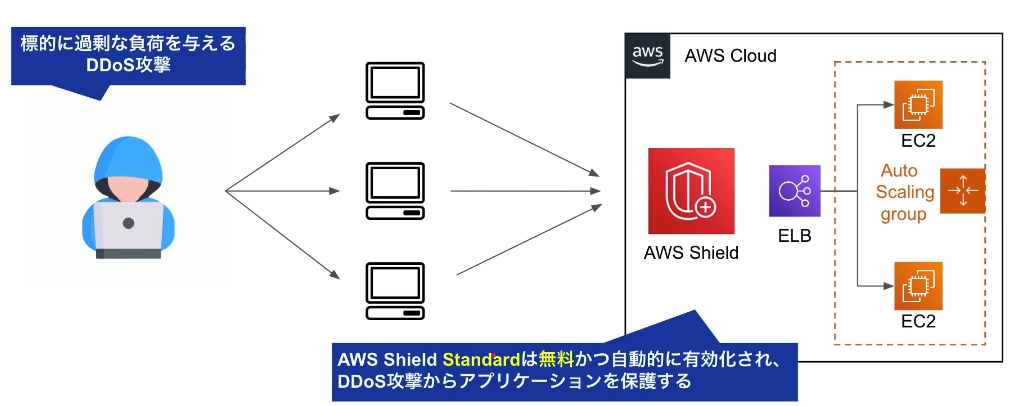 標的に過剰な負荷を与える
DDoS攻撃
aws
AWS Cloud
EC2
Auto
Scaling
group
AWS Shield
ELB
EC2
AWS Shield Standardは無料かつ自動的に有効化され、
DDoS攻撃からアプリケーションを保護する